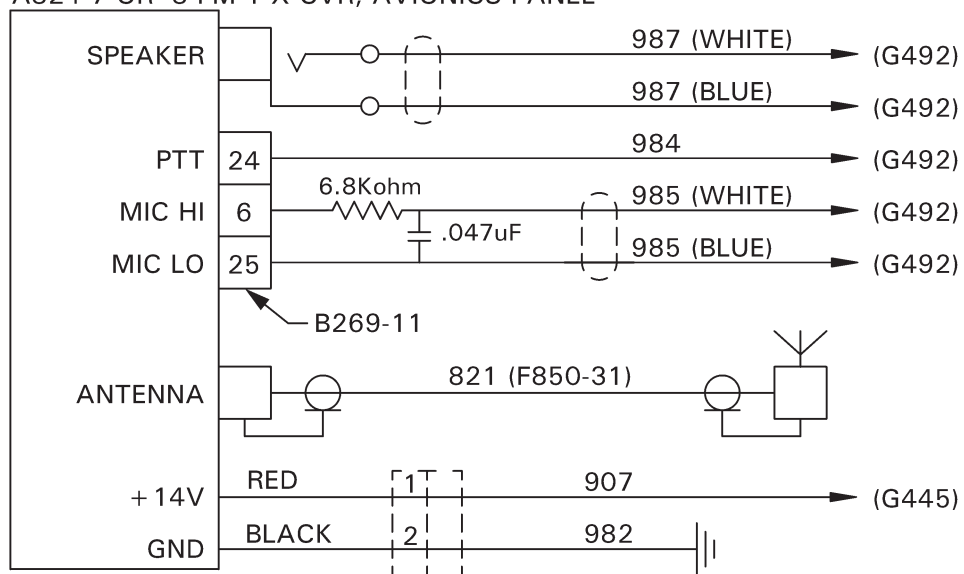 987 (WHITE)
SPEAKER
(G492)
987 (BLUE)
(G492)
984
PTT 24
(G492)
6.8Kohm
985 (WHITE)
MIC HI 6
(G492)
.047uF
985 (BLUE)
MIC LO 25
(G492)
B269-11
821 (F850-31)
ANTENNA
RED 1 907
+14V
(G445)
BLACK 2 982
GND